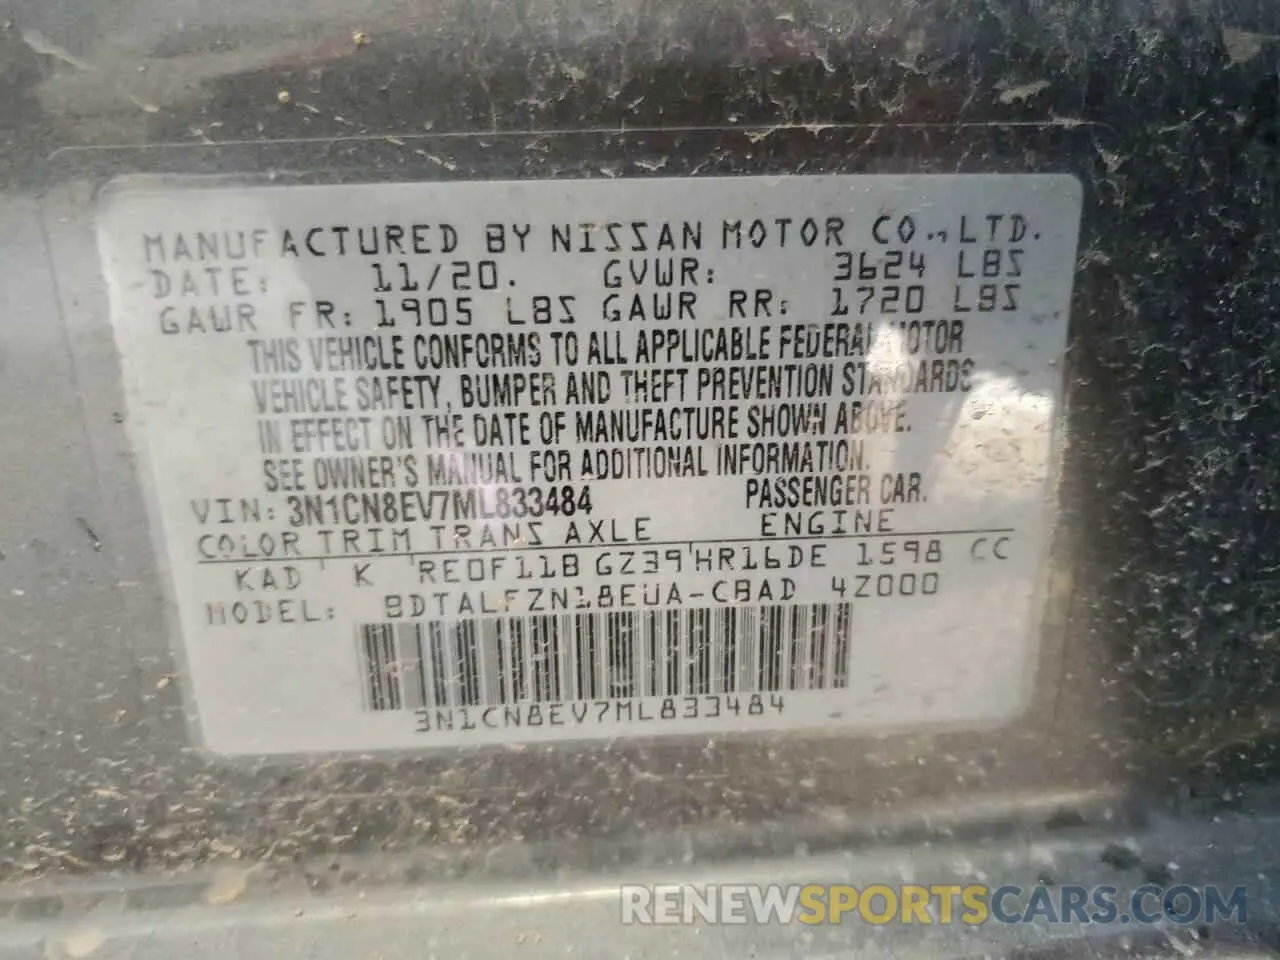 MANUFACTURED BY NISSAN MOTOR CO., LTD.
DATE: 11/20. GVWR: 3624 LBS
GAWR FR: 1905 LBS GAWR RR: 1720 LBS
THIS VEHICLE CONFORMS TO ALL APPLICABLE FEDERAL MOTOR
VEHICLE SAFETY, BUMPER AND THEFT PREVENTION STANDARDS
IN EFFECT ON THE DATE OF MANUFACTURE SHOWN ABOVE.
SEE OWNER'S MANUAL FOR ADDITIONAL INFORMATION.
VIN: 3N1CN8EV7ML833484 PASSENGER CAR.
COLOR TRIM TRANS AXLE ENGINE
KAD K RE0F11B GZ39 HR16DE 1598 CC
MODEL: BDTALFZN18EUA-CBAD 4Z000
3N1CN8EV7ML833484
RENEWSPORTSCARS.COM